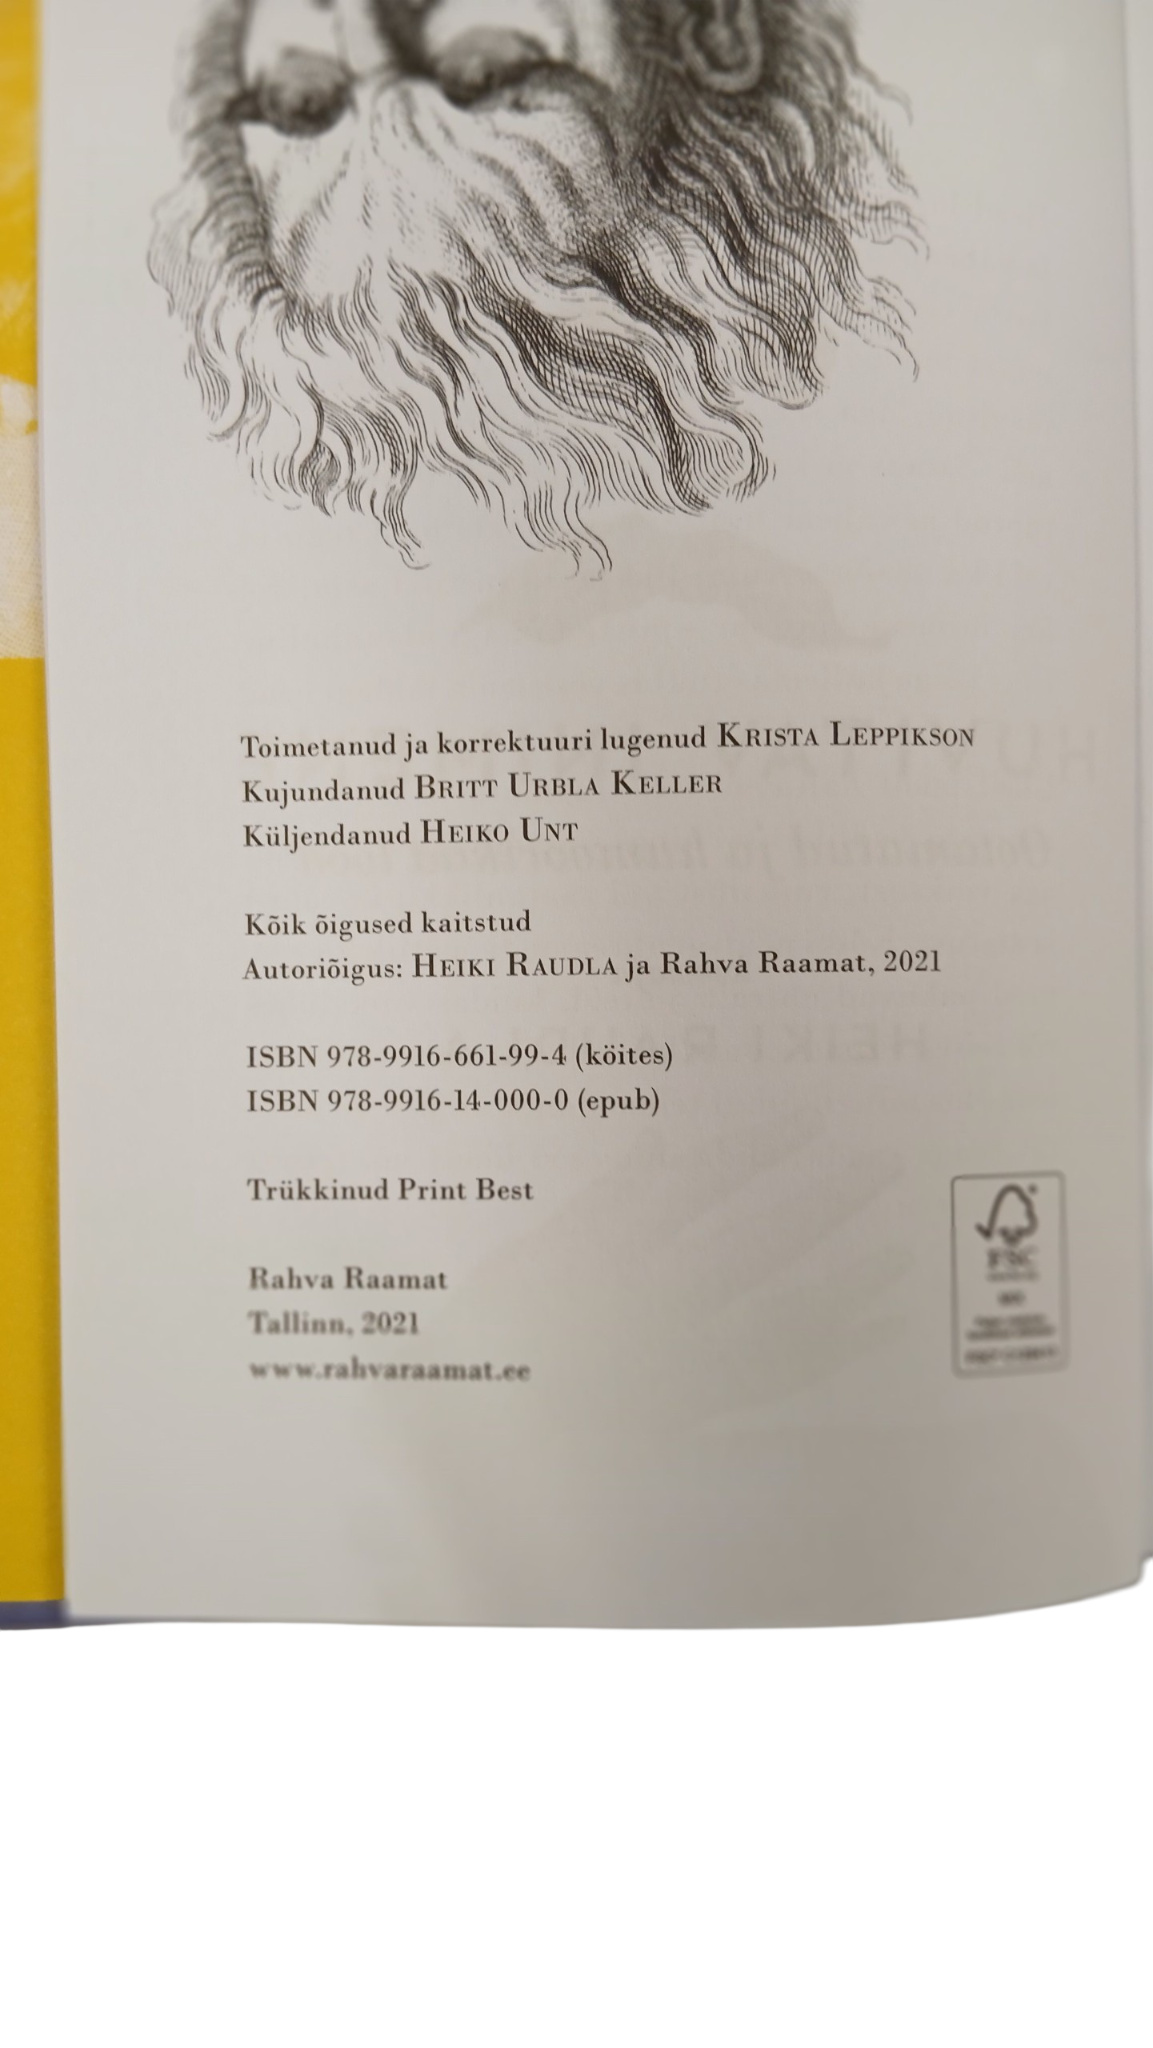 Toimetanud ja korrektuuri lugenud KRISTA LEPPIKSON
Kujundanud BRITT URBLA KELLER
Küljendanud HEIKO UNT
Kõik õigused kaitstud
Autoriõigus: HEIKI RAUDLA ja Rahva Raamat, 2021
ISBN 978-9916-661-99-4 (köites)
ISBN 978-9916-14-000-0 (epub)
Trükkinud Print Best
Rahva Raamat
Tallinn, 2021
www.rahvaraamat.ee
FSC